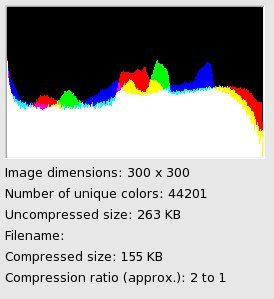 Image dimensions: 300 x 300
Number of unique colors: 44201
Uncompressed size: 263 KB
Filename:
Compressed size: 155 KB
Compression ratio (approx.): 2 to 1